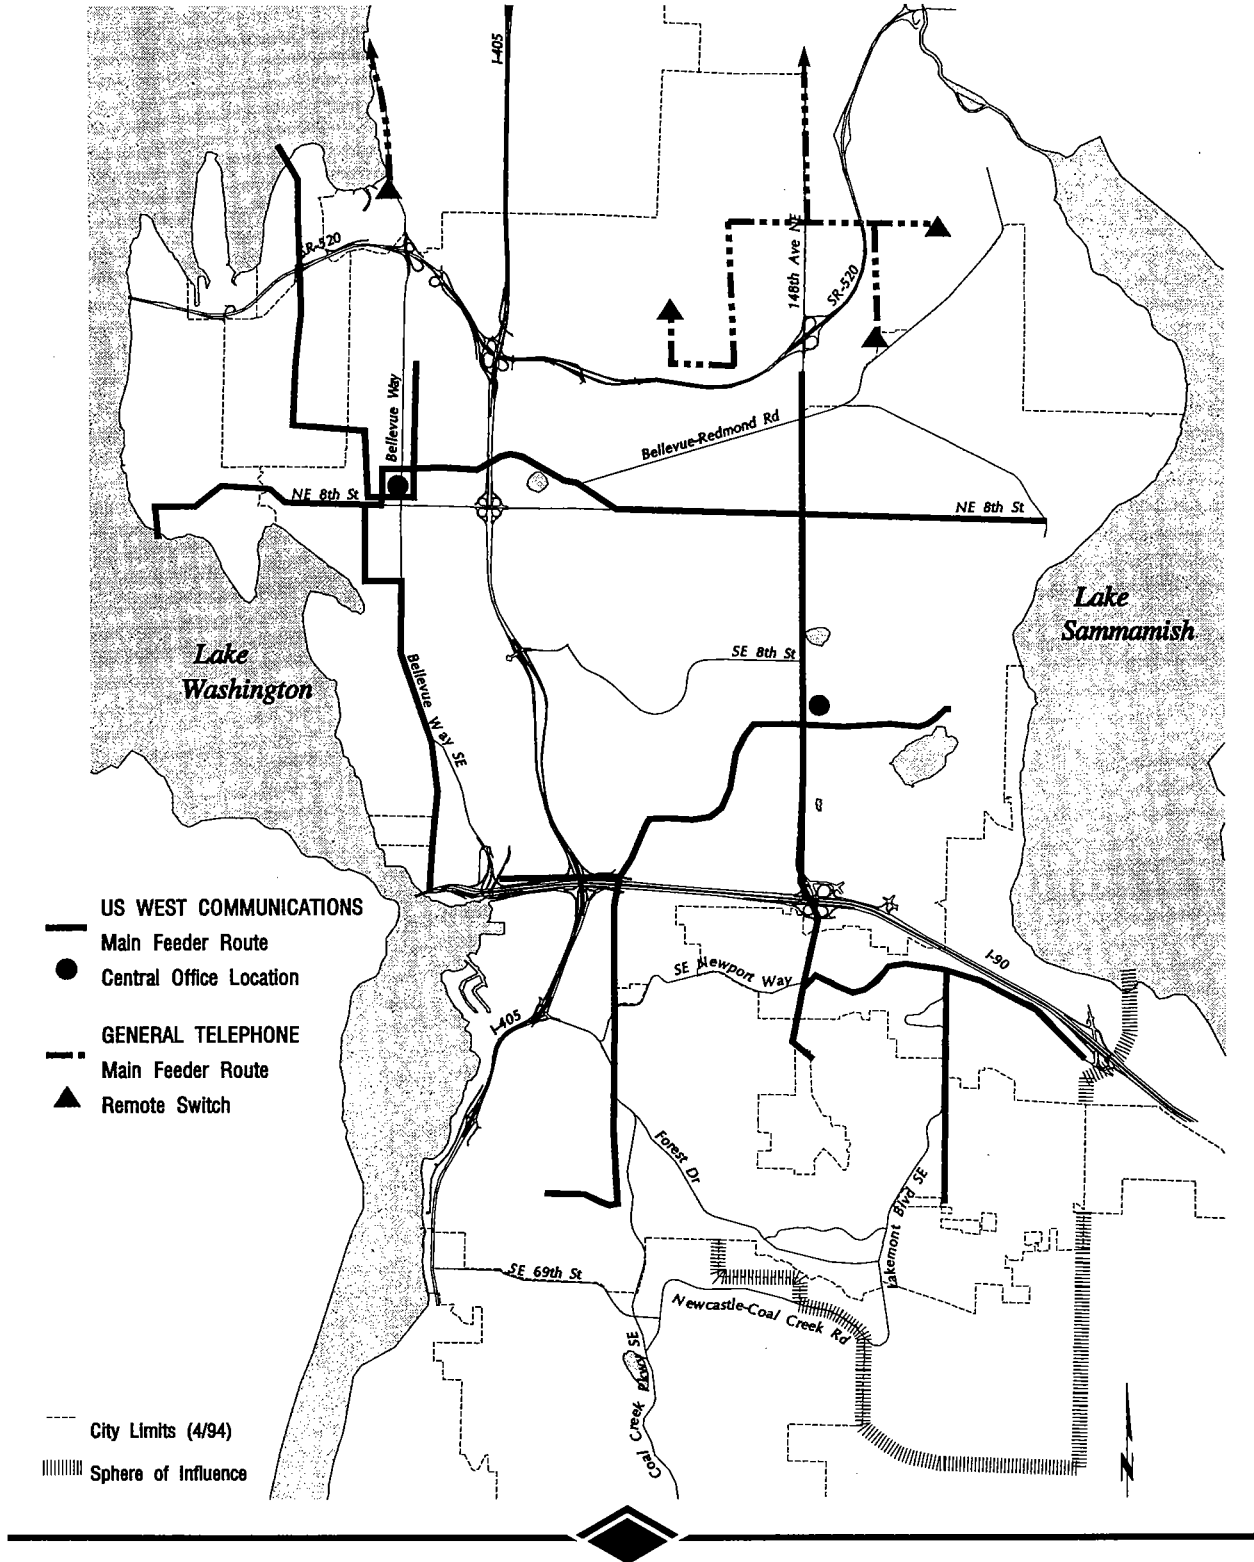 I-405
SR-520
148th Ave NE
SR-520
Bellevue Way
Bellevue-Redmond Rd
NE 8th St
NE 8th St
Lake
Sammamish
Lake
Washington
SE 8th St
Bellevue Way SE
US WEST COMMUNICATIONS
Main Feeder Route
Central Office Location
GENERAL TELEPHONE
Main Feeder Route
Remote Switch
SE Newport Way
I-90
I-405
Forest Dr
Lakemont Blvd SE
SE 69th St
Newcastle-Coal Creek Rd
Coal Creek Pkwy SE
City Limits (4/94)
Sphere of Influence
N